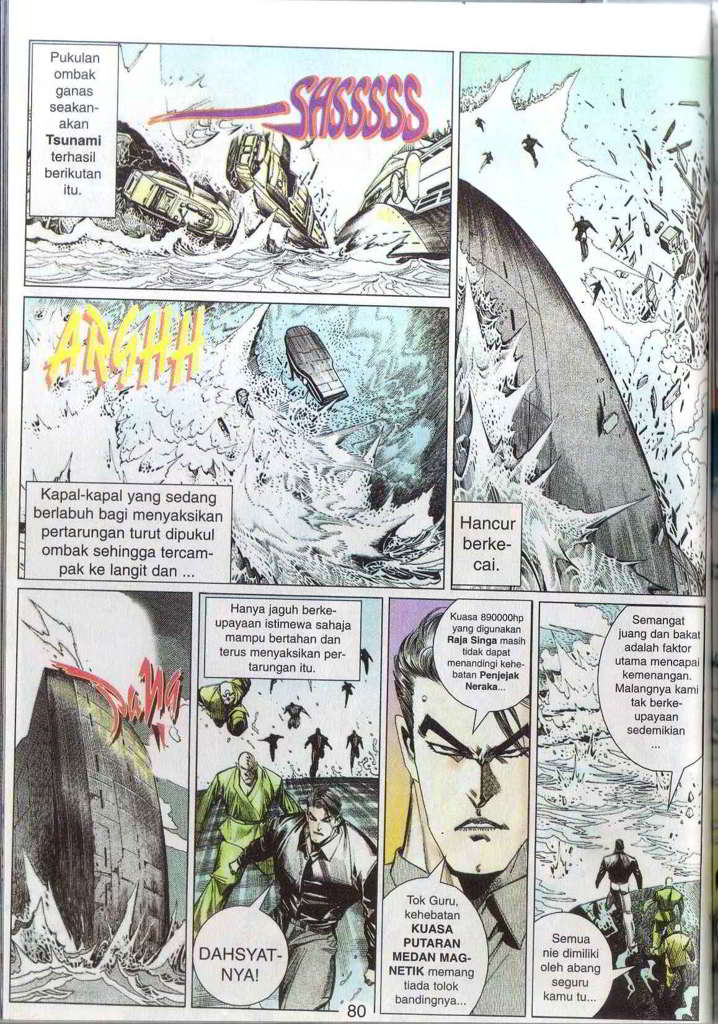 Pukulan
ombak
ganas
seakan-
akan
Tsunami
terhasil
berikutan
itu.
SASSSSS
ARGHH
Kapal-kapal yang sedang
berlabuh bagi menyaksikan
pertarungan turut dipukul
ombak sehingga tercam-
pak ke langit dan ...
Hancur
berke-
cai.
Hanya jaguh berke-
upayaan istimewa sahaja
mampu bertahan dan
terus menyaksikan per-
tarungan itu.
DAHSYAT-
NYA!
Kuasa 890000hp
yang digunakan
Raja Singa masih
tidak dapat
menandingi kehe-
batan Penjejak
Neraka...
Tok Guru,
kehebatan
KUASA
PUTARAN
MEDAN MAG-
NETIK memang
tiada tolok
bandingnya...
Semangat
juang dan bakat
adalah faktor
utama mencapai
kemenangan.
Malangnya kami
tak berke-
upayaan
sedemikian
...
Semua
nie dimiliki
oleh abang
seguru
kamu tu...
80